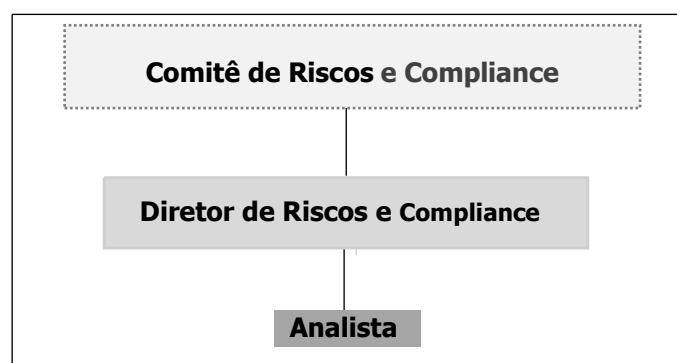 Comitê de Riscos e Compliance
Diretor de Riscos e Compliance
Analista